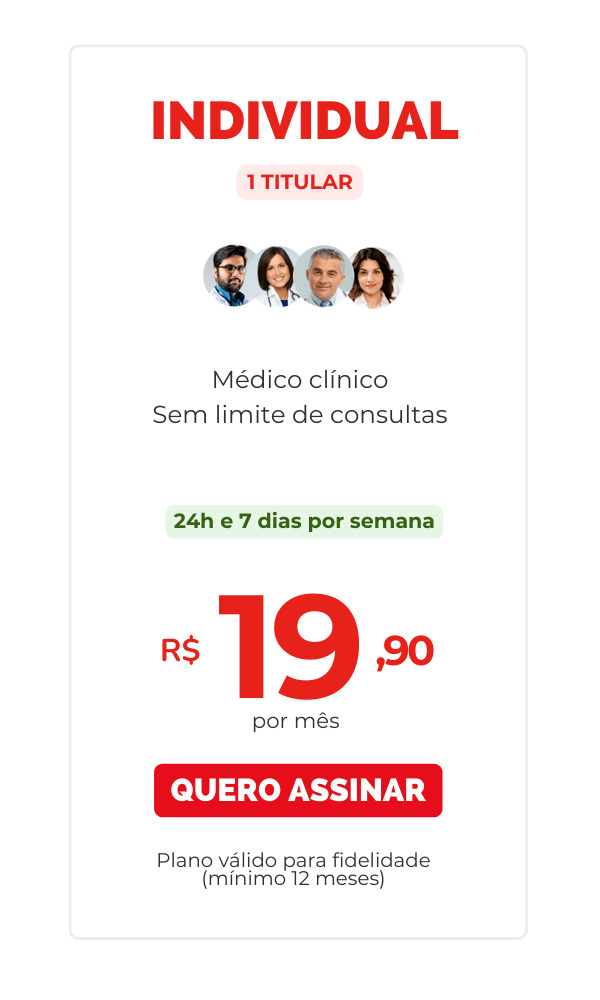 INDIVIDUAL
1 TITULAR
Médico clínico
Sem limite de consultas
24h e 7 dias por semana
R$ 19,90
por mês
QUERO ASSINAR
Plano válido para fidelidade
(mínimo 12 meses)